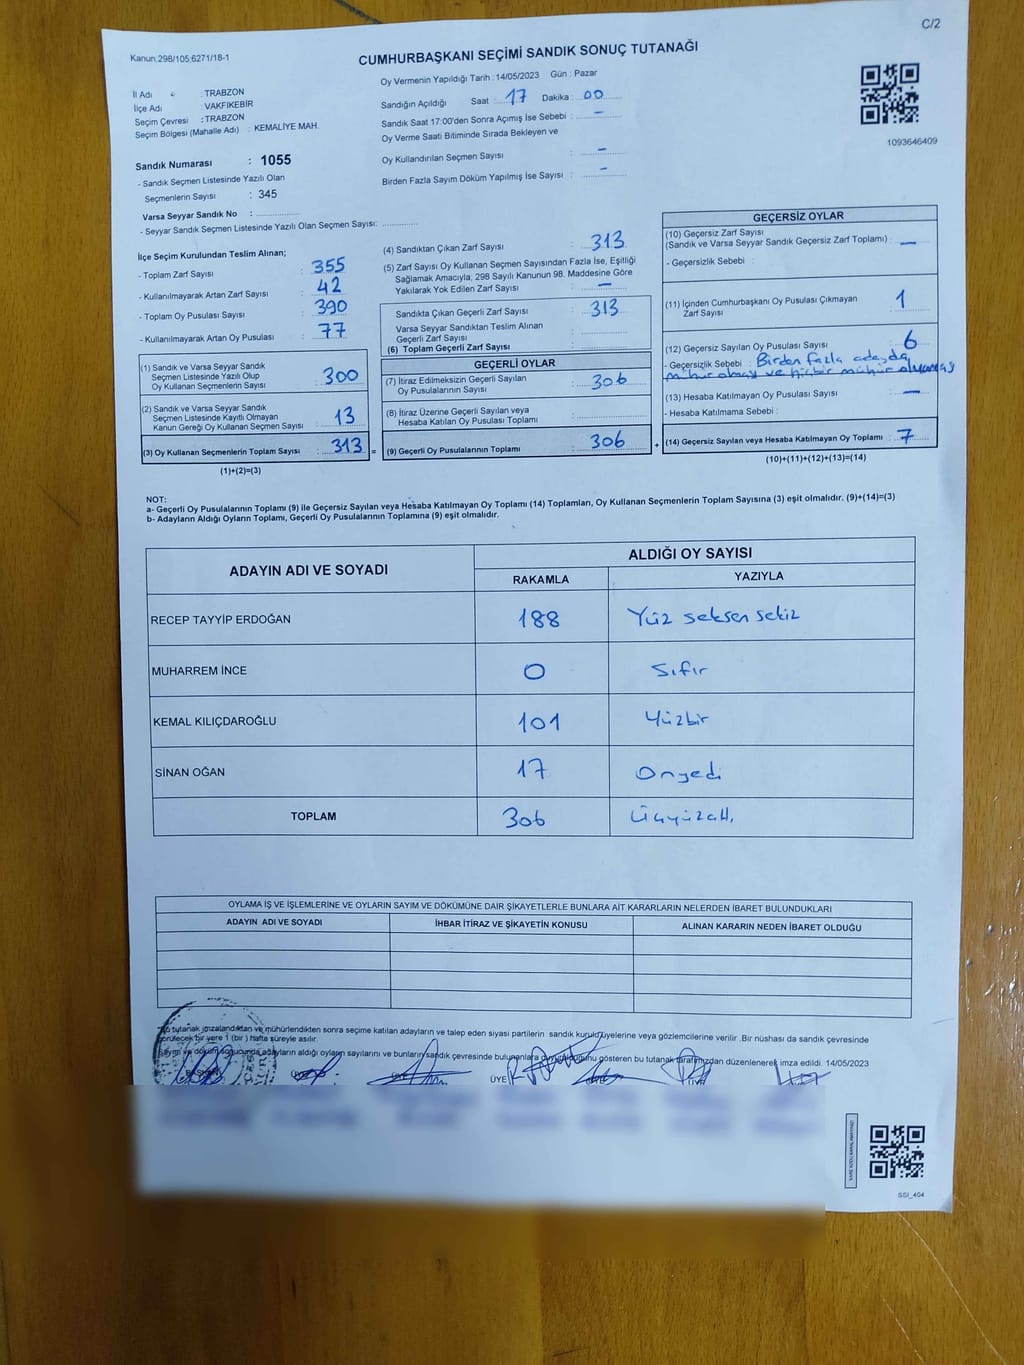 C/2
Kanun:298/105;6271/18-1
CUMHURBAŞKANI SEÇİMİ SANDIK SONUÇ TUTANAĞI
Oy Vermenin Yapıldığı Tarih : 14/05/2023 Gün : Pazar
İl Adı : TRABZON
İlçe Adı : VAKFIKEBİR
Seçim Çevresi : TRABZON
Seçim Bölgesi (Mahalle Adı) : KEMALİYE MAH.
Sandığın Açıldığı Saat : 17 Dakika : 00
Sandık Saat 17:00'den Sonra Açımış İse Sebebi : –
Oy Verme Saati Bitiminde Sırada Bekleyen ve
Oy Kullandırılan Seçmen Sayısı : –
Birden Fazla Sayım Döküm Yapılmış İse Sayısı : –
1093646409
Sandık Numarası : 1055
- Sandık Seçmen Listesinde Yazılı Olan
Seçmenlerin Sayısı : 345
Varsa Seyyar Sandık No :
- Seyyar Sandık Seçmen Listesinde Yazılı Olan Seçmen Sayısı:
İlçe Seçim Kurulundan Teslim Alınan;
- Toplam Zarf Sayısı : 355
- Kullanılmayarak Artan Zarf Sayısı : 42
- Toplam Oy Pusulası Sayısı : 390
- Kullanılmayarak Artan Oy Pusulası : 77
(1) Sandık ve Varsa Seyyar Sandık
Seçmen Listesinde Yazılı Olup
Oy Kullanan Seçmenlerin Sayısı : 300
(2) Sandık ve Varsa Seyyar Sandık
Seçmen Listesinde Kayıtlı Olmayan
Kanun Gereği Oy Kullanan Seçmen Sayısı : 13
(3) Oy Kullanan Seçmenlerin Toplam Sayısı : 313 =
(1)+(2)=(3)
(4) Sandıktan Çıkan Zarf Sayısı : 313
(5) Zarf Sayısı Oy Kullanan Seçmen Sayısından Fazla İse, Eşitliği
Sağlamak Amacıyla; 298 Sayılı Kanunun 98. Maddesine Göre
Yakılarak Yok Edilen Zarf Sayısı : –
Sandıkta Çıkan Geçerli Zarf Sayısı : 313
Varsa Seyyar Sandıktan Teslim Alınan
Geçerli Zarf Sayısı :
(6) Toplam Geçerli Zarf Sayısı :
GEÇERLİ OYLAR
(7) İtiraz Edilmeksizin Geçerli Sayılan
Oy Pusulalarının Sayısı : 306
(8) İtiraz Üzerine Geçerli Sayılan veya
Hesaba Katılan Oy Pusulası Toplamı :
(9) Geçerli Oy Pusulalarının Toplamı : 306 +
GEÇERSİZ OYLAR
(10) Geçersiz Zarf Sayısı
(Sandık ve Varsa Seyyar Sandık Geçersiz Zarf Toplamı) : –
- Geçersizlik Sebebi :
(11) İçinden Cumhurbaşkanı Oy Pusulası Çıkmayan
Zarf Sayısı : 1
(12) Geçersiz Sayılan Oy Pusulası Sayısı : 6
- Geçersizlik Sebebi : Birden fazla adayda
mühür olması ve hiçbir mühür olmaması
(13) Hesaba Katılmayan Oy Pusulası Sayısı : –
- Hesaba Katılmama Sebebi :
(14) Geçersiz Sayılan veya Hesaba Katılmayan Oy Toplamı : 7
(10)+(11)+(12)+(13)=(14)
NOT:
a- Geçerli Oy Pusulalarının Toplamı (9) ile Geçersiz Sayılan veya Hesaba Katılmayan Oy Toplamı (14) Toplamları, Oy Kullanan Seçmenlerin Toplam Sayısına (3) eşit olmalıdır. (9)+(14)=(3)
b- Adayların Aldığı Oyların Toplamı, Geçerli Oy Pusulalarının Toplamına (9) eşit olmalıdır.
ADAYIN ADI VE SOYADI
ALDIĞI OY SAYISI
RAKAMLA YAZIYLA
RECEP TAYYİP ERDOĞAN 188 Yüz seksen sekiz
MUHARREM İNCE 0 Sıfır
KEMAL KILIÇDAROĞLU 101 Yüzbir
SİNAN OĞAN 17 Onyedi
TOPLAM 306 Üçyüzaltı
OYLAMA İŞ VE İŞLEMLERİNE VE OYLARIN SAYIM VE DÖKÜMÜNE DAİR ŞİKAYETLERLE BUNLARA AİT KARARLARIN NELERDEN İBARET BULUNDUKLARI
ADAYIN ADI VE SOYADI İHBAR İTİRAZ VE ŞİKAYETİN KONUSU ALINAN KARARIN NEDEN İBARET OLDUĞU
tutanak imzalandıktan ve mühürlendikten sonra seçime katılan adayların ve talep eden siyasi partilerin sandık kurulu üyelerine veya gözlemcilerine verilir. Bir nüshası da sandık çevresinde
görülecek bir yere 1 (bir ) hafta süreyle asılır.
adayların aldığı oyların sayılarını ve bunların sandık çevresinde gösteren bu tutanak düzenlenerek imza edildi. 14/05/2023
ÜYE
SSI_404